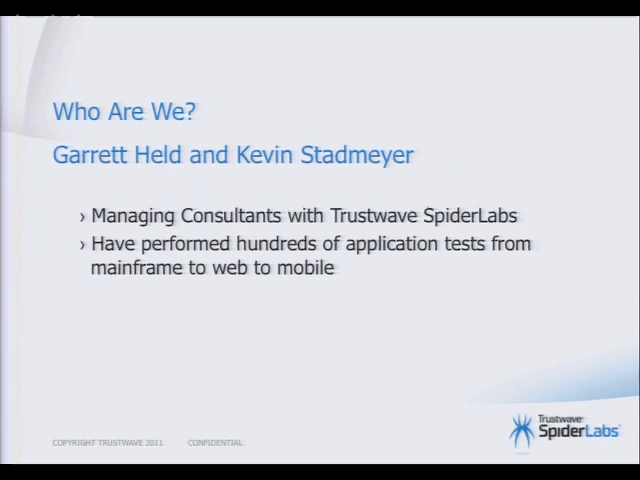 Who Are We?
Garrett Held and Kevin Stadmeyer
› Managing Consultants with Trustwave SpiderLabs
› Have performed hundreds of application tests from
mainframe to web to mobile
COPYRIGHT TRUSTWAVE 2011 CONFIDENTIAL
Trustwave®
SpiderLabs®